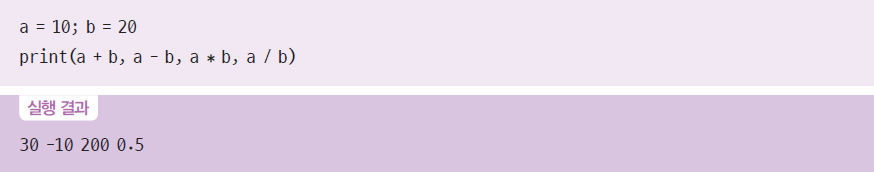 a = 10; b = 20
print(a + b, a - b, a * b, a / b)
실행 결과
30 -10 200 0.5